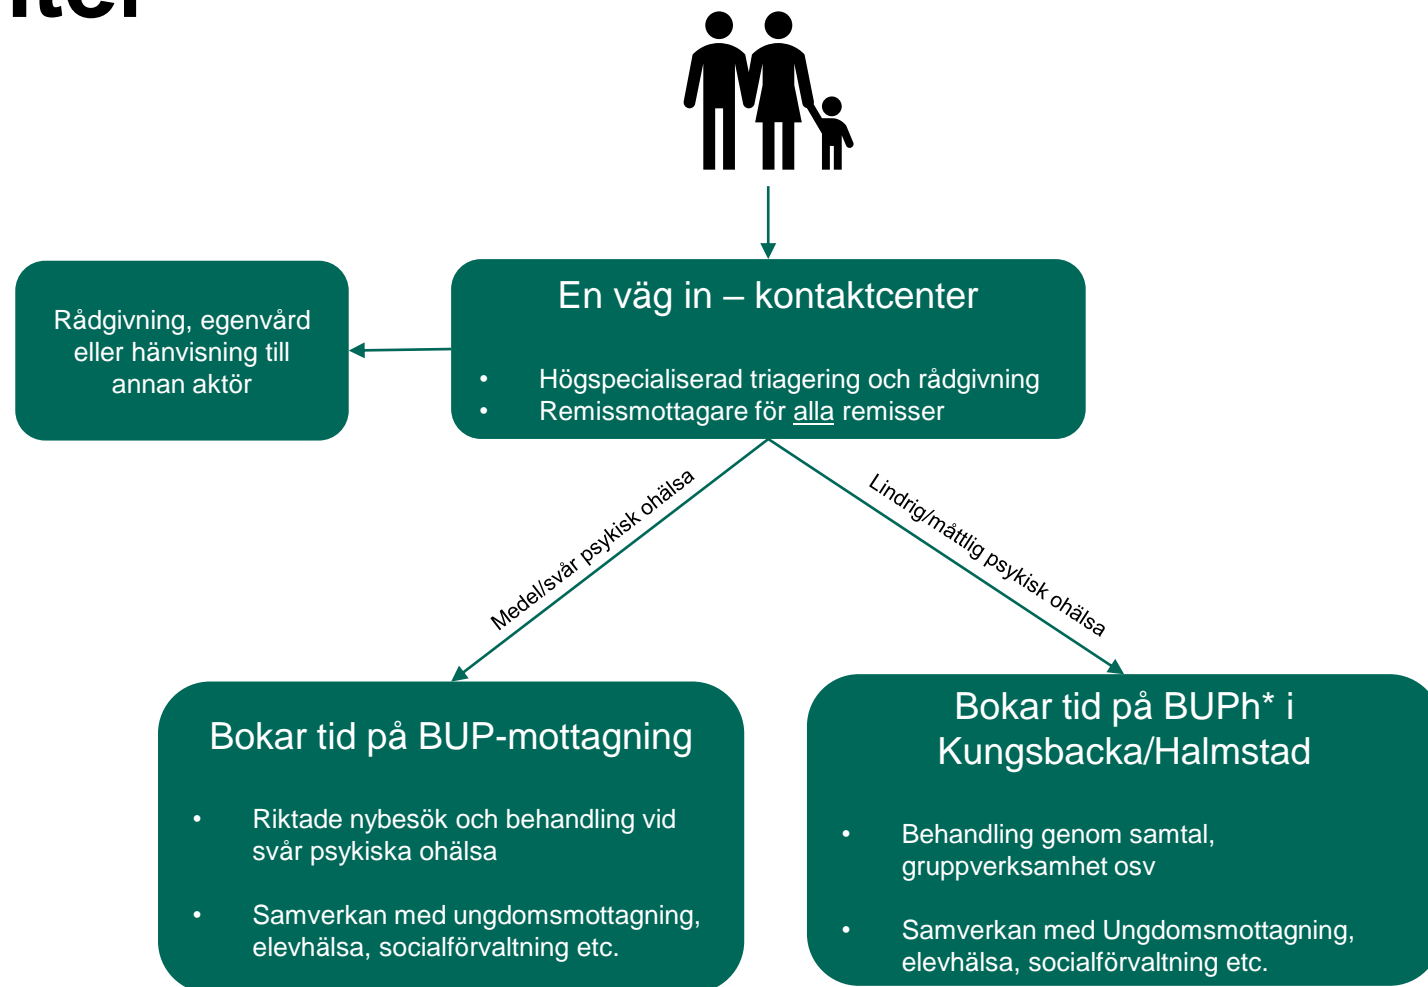 En väg in – kontaktcenter
• Högspecialiserad triagering och rådgivning
• Remissmottagare för alla remisser
Rådgivning, egenvård
eller hänvisning till
annan aktör
Medel/svår psykisk ohälsa
Lindrig/måttlig psykisk ohälsa
Bokar tid på BUP-mottagning
• Riktade nybesök och behandling vid
svår psykiska ohälsa
• Samverkan med ungdomsmottagning,
elevhälsa, socialförvaltning etc.
Bokar tid på BUPh* i
Kungsbacka/Halmstad
• Behandling genom samtal,
gruppverksamhet osv
• Samverkan med Ungdomsmottagning,
elevhälsa, socialförvaltning etc.